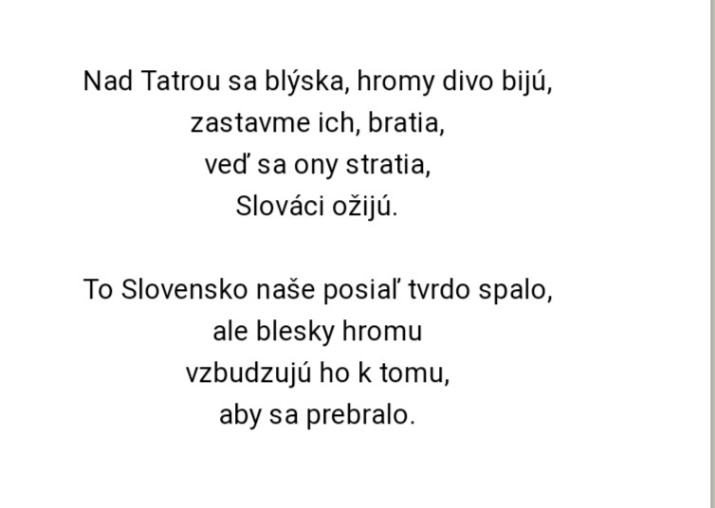 Nad Tatrou sa blýska, hromy divo bijú,
zastavme ich, bratia,
veď sa ony stratia,
Slováci ožijú.
To Slovensko naše posiaľ tvrdo spalo,
ale blesky hromu
vzbudzujú ho k tomu,
aby sa prebralo.